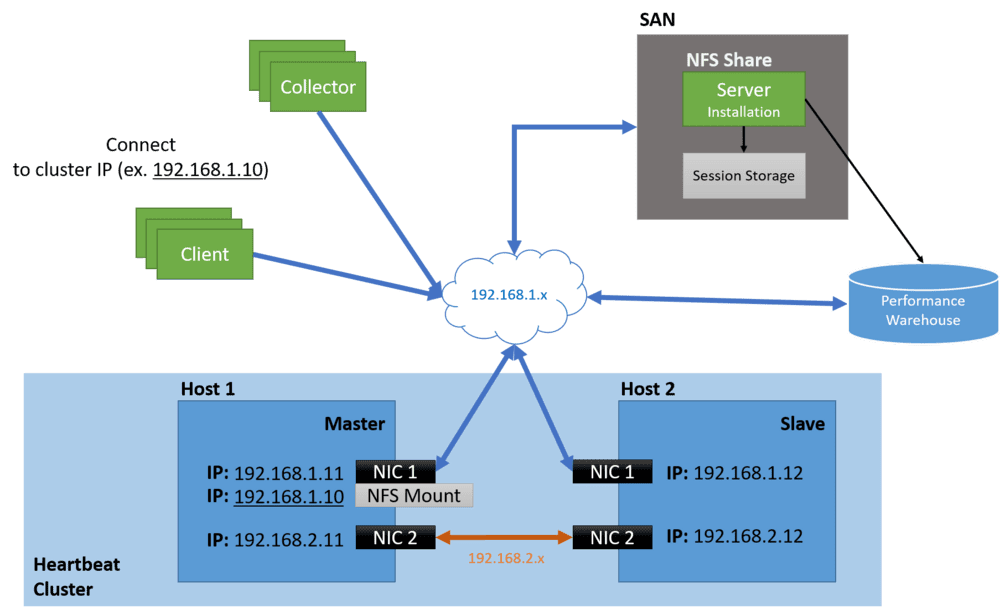 SAN
NFS Share
Server
Installation
Session Storage
Collector
Connect
to cluster IP (ex. 192.168.1.10)
Client
192.168.1.x
Performance
Warehouse
Host 1
Master
IP: 192.168.1.11
NIC 1
IP: 192.168.1.10
NFS Mount
IP: 192.168.2.11
NIC 2
192.168.2.x
Host 2
Slave
NIC 1
IP: 192.168.1.12
NIC 2
IP: 192.168.2.12
Heartbeat
Cluster